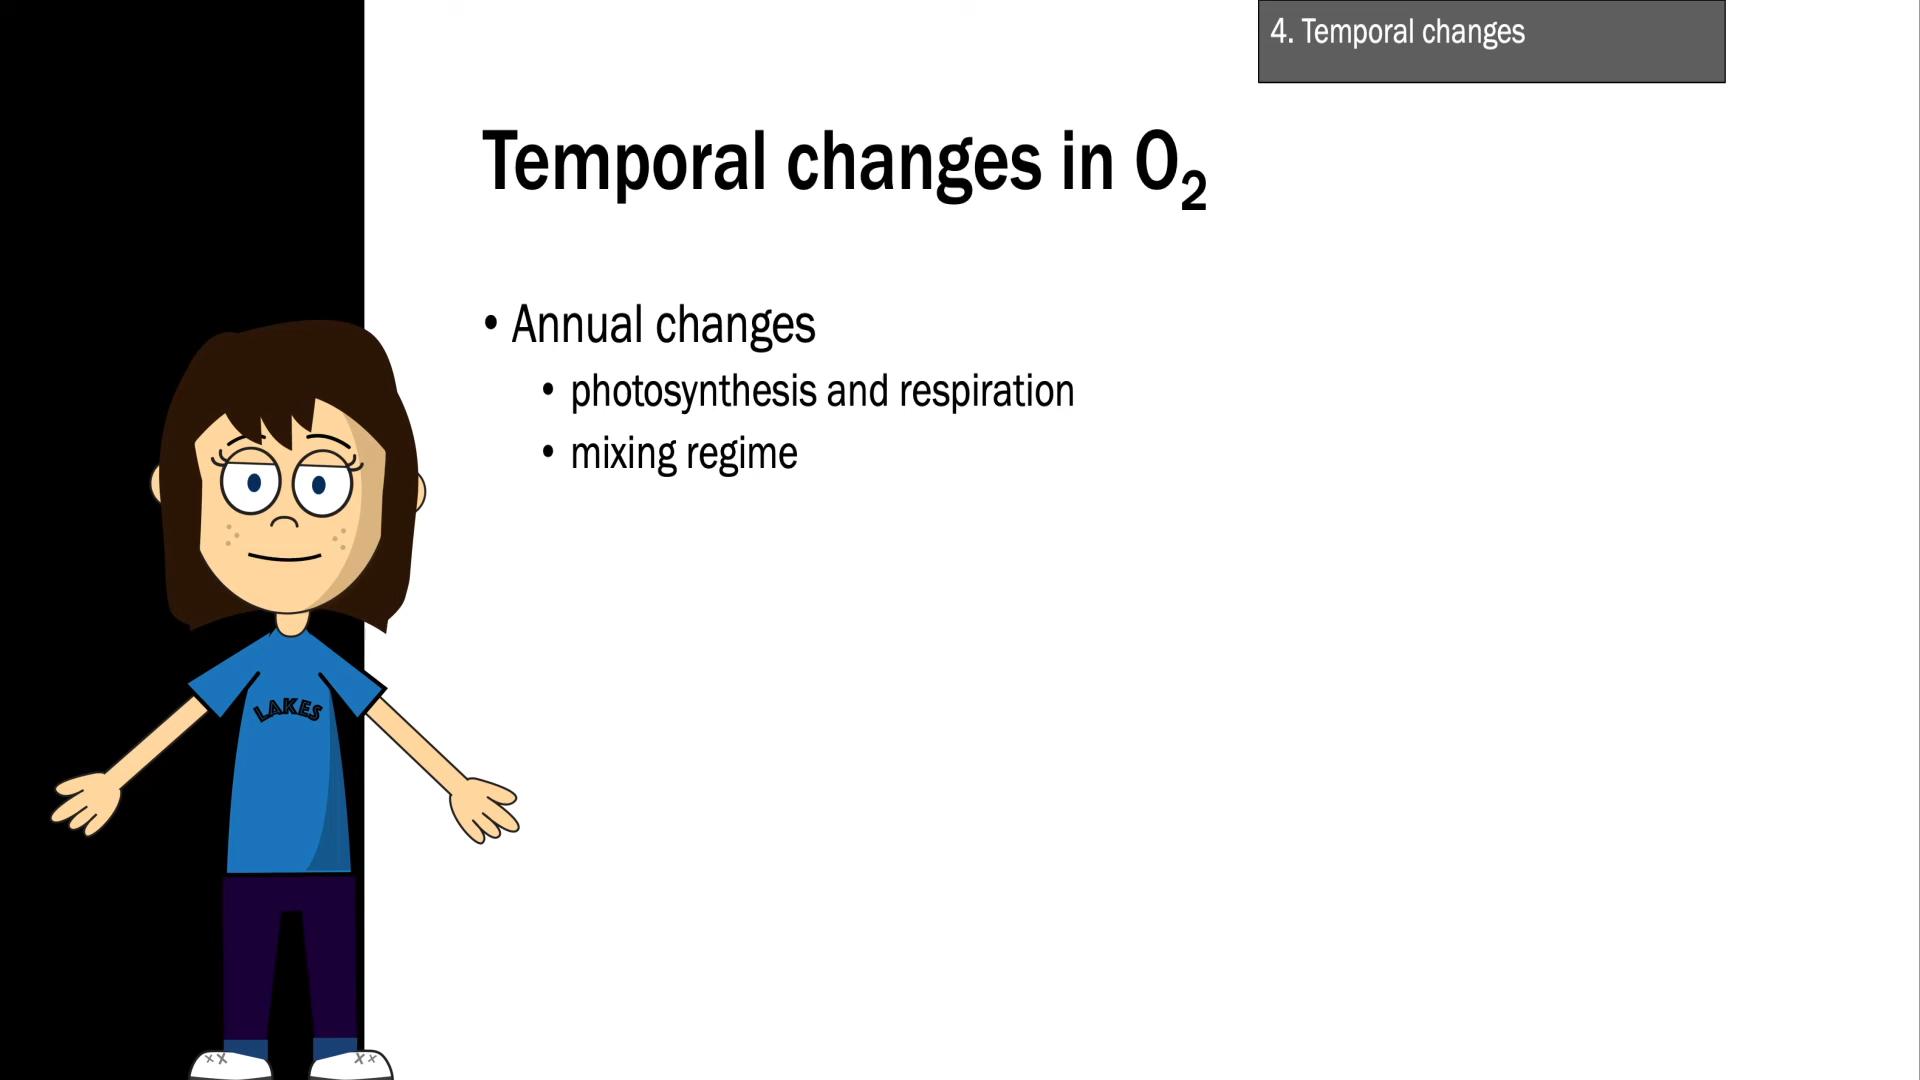 4. Temporal changes
Temporal changes in O₂
• Annual changes
• photosynthesis and respiration
• mixing regime
LAKES